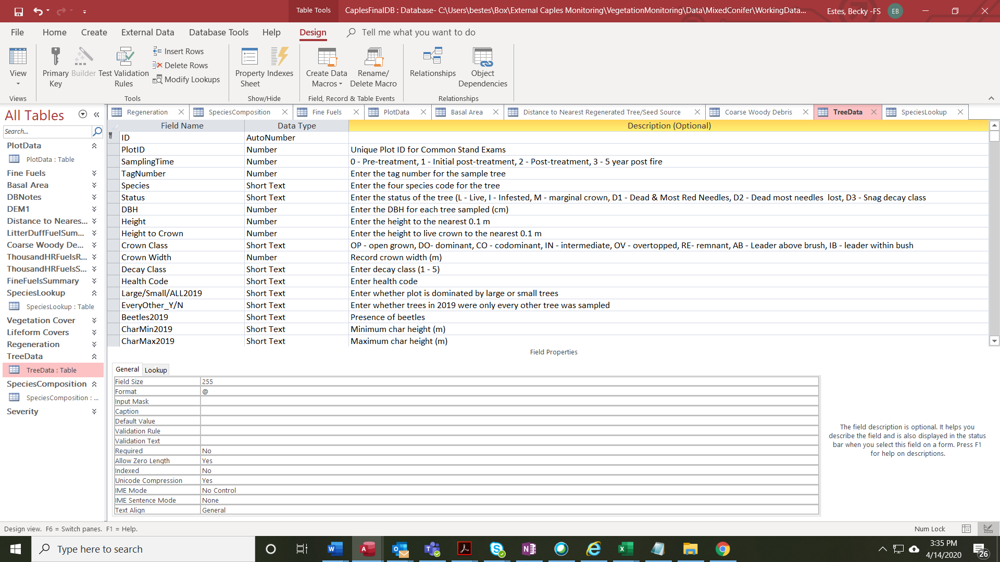 Table Tools
CaplesFinalDB : Database- C:\Users\bestes\Box\External Caples Monitoring\VegetationMonitoring\Data\MixedConifer\WorkingData...
Estes, Becky -FS
EB
File Home Create External Data Database Tools Help Design Tell me what you want to do
View
Primary Key
Builder
Test Validation Rules
Insert Rows
Delete Rows
Modify Lookups
Property Sheet
Indexes
Create Data Macros
Rename/ Delete Macro
Relationships
Object Dependencies
Views Tools Show/Hide Field, Record & Table Events Relationships
All Tables
Search...
PlotData
PlotData : Table
Fine Fuels
Basal Area
DBNotes
DEM1
Distance to Neares...
LitterDuffFuelSum...
Coarse Woody De...
ThousandHRFuelsR...
ThousandHRFuelsS...
FineFuelsSummary
SpeciesLookup
SpeciesLookup : Table
Vegetation Cover
Lifeform Covers
Regeneration
TreeData
TreeData : Table
SpeciesComposition
SpeciesComposition : ...
Severity
Regeneration SpeciesComposition Fine Fuels PlotData Basal Area Distance to Nearest Regenerated Tree/Seed Source Coarse Woody Debris TreeData SpeciesLookup
Field Name Data Type Description (Optional)
ID AutoNumber
PlotID Number Unique Plot ID for Common Stand Exams
SamplingTime Number 0 - Pre-treatment, 1 - Initial post-treatment, 2 - Post-treatment, 3 - 5 year post fire
TagNumber Number Enter the tag number for the sample tree
Species Short Text Enter the four species code for the tree
Status Short Text Enter the status of the tree (L - Live, I - Infested, M - marginal crown, D1 - Dead & Most Red Needles, D2 - Dead most needles  lost, D3 - Snag decay class
DBH Number Enter the DBH for each tree sampled (cm)
Height Number Enter the height to the nearest 0.1 m
Height to Crown Number Enter the height to live crown to the nearest 0.1 m
Crown Class Short Text OP - open grown, DO- dominant, CO - codominant, IN - intermediate, OV - overtopped, RE- remnant, AB - Leader above brush, IB - leader within bush
Crown Width Number Record crown width (m)
Decay Class Short Text Enter decay class (1 - 5)
Health Code Short Text Enter health code
Large/Small/ALL2019 Short Text Enter whether plot is dominated by large or small trees
EveryOther_Y/N Short Text Enter whether trees in 2019 were only every other tree was sampled
Beetles2019 Short Text Presence of beetles
CharMin2019 Short Text Minimum char height (m)
CharMax2019 Short Text Maximum char height (m)
Field Properties
General Lookup
Field Size 255
Format @
Input Mask
Caption
Default Value
Validation Rule
Validation Text
Required No
Allow Zero Length Yes
Indexed No
Unicode Compression Yes
IME Mode No Control
IME Sentence Mode None
Text Align General
The field description is optional. It helps you
describe the field and is also displayed in the status
bar when you select this field on a form. Press F1
for help on descriptions.
Design view.  F6 = Switch panes.  F1 = Help.
Num Lock
Type here to search
3:35 PM
4/14/2020
26